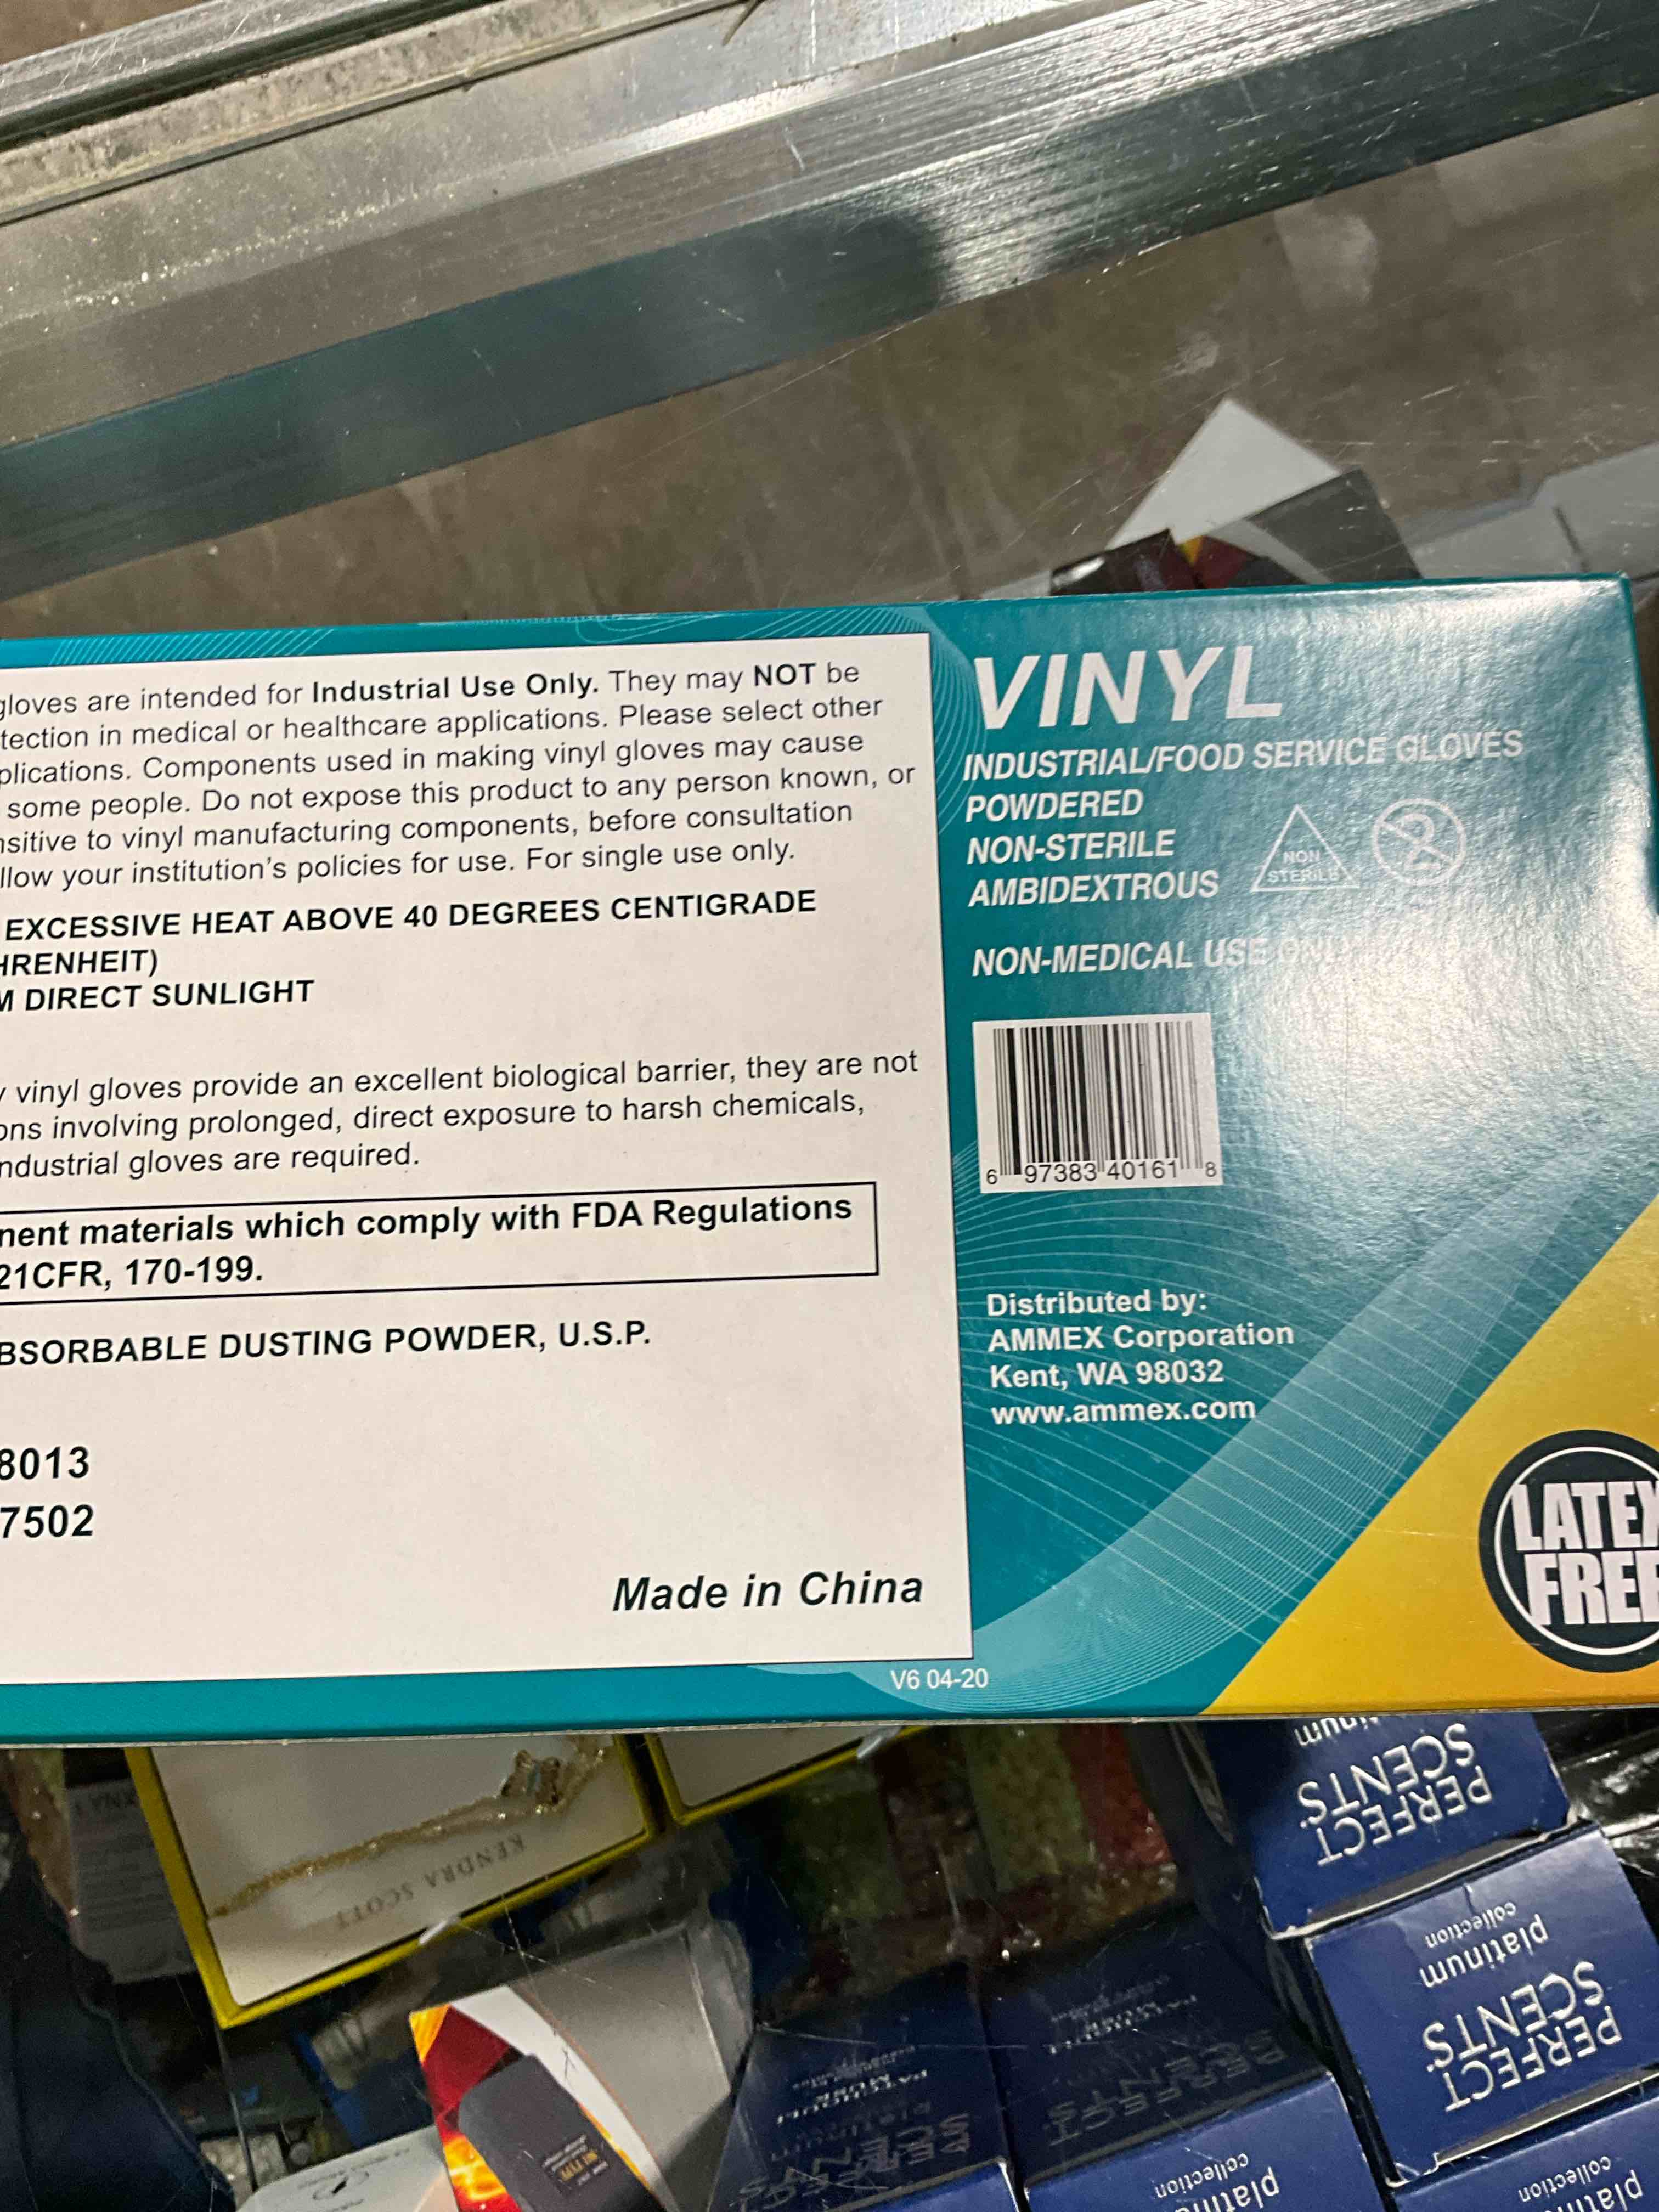 gloves are intended for Industrial Use Only. They may NOT be
tection in medical or healthcare applications. Please select other
plications. Components used in making vinyl gloves may cause
some people. Do not expose this product to any person known, or
nsitive to vinyl manufacturing components, before consultation
llow your institution's policies for use. For single use only.
EXCESSIVE HEAT ABOVE 40 DEGREES CENTIGRADE
HRENHEIT)
M DIRECT SUNLIGHT
vinyl gloves provide an excellent biological barrier, they are not
ons involving prolonged, direct exposure to harsh chemicals,
ndustrial gloves are required.
nent materials which comply with FDA Regulations
21CFR, 170-199.
BSORBABLE DUSTING POWDER, U.S.P.
8013
7502
Made in China
V6 04-20
VINYL
INDUSTRIAL/FOOD SERVICE GLOVES
POWDERED
NON-STERILE
AMBIDEXTROUS
NON
STERILE
2
NON-MEDICAL USE ONLY
6 97383 40161 8
Distributed by:
AMMEX Corporation
Kent, WA 98032
www.ammex.com
LATEX
FREE
KENDRA SCOTT
PERFECT
SCENTS
PERFECT
SCENTS
platinum
collection
PERFECT
SCENTS
collection
collection